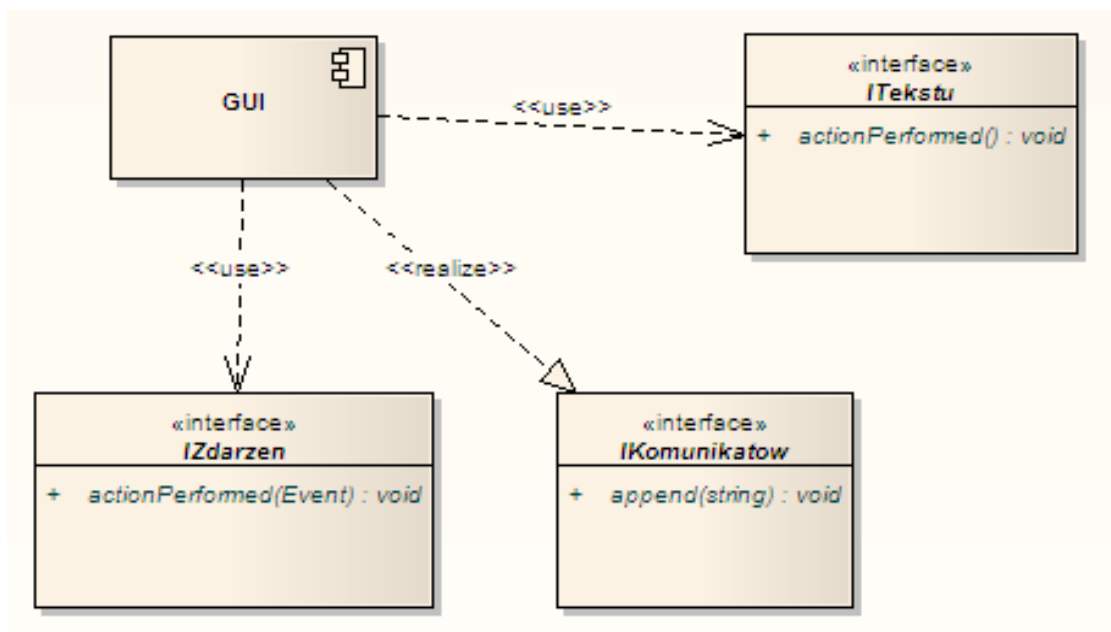 GUI
«interface»
ITekstu
+ actionPerformed() : void
<<use>>
<<use>>
<<realize>>
«interface»
IZdarzen
+ actionPerformed(Event) : void
«interface»
IKomunikatow
+ append(string) : void